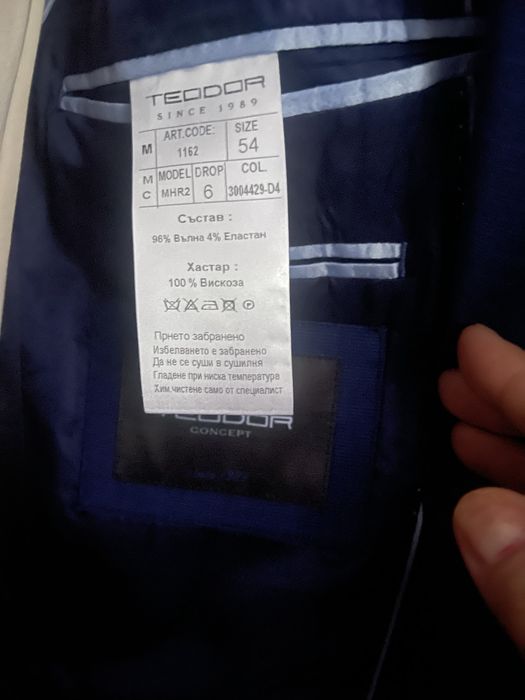 TEODOR
SINCE 1989
M ART.CODE: SIZE
1162 54
M MODEL DROP COL.
C MHR2 6 3004429-D4
Състав :
96% Вълна 4% Еластан
Хастар :
100 % Вискоза
Прнето забранено
Избелването е забранено
Да не се суши в сушилня
Гладене при ниска температура
Хим.чистене само от специалист
TEODOR
CONCEPT